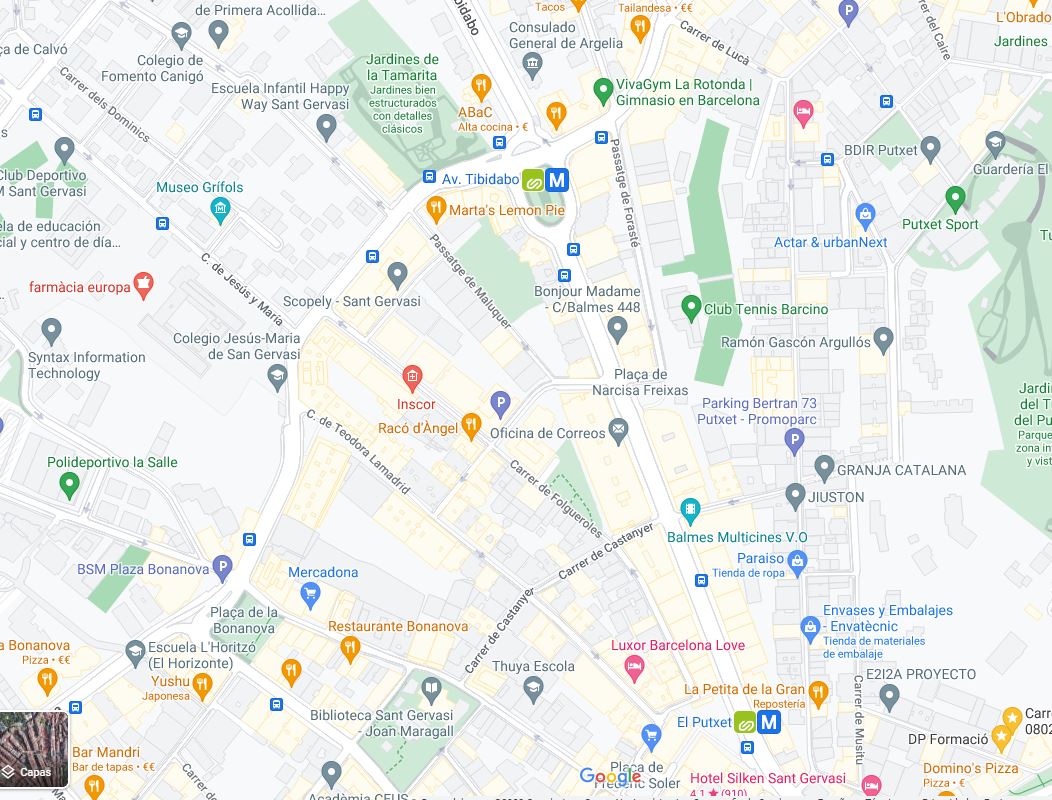 de Primera Acollida...
Tibidabo
Tacos
Tailandesa • €€
L'Obrado
Consulado
General de Argelia
Carrer de Lucà
del Caire
Jardines
ça de Calvó
Colegio de
Fomento Canigó
Carrer dels Dominics
Escuela Infantil Happy
Way Sant Gervasi
Jardines de
la Tamarita
Jardines bien
estructurados
con detalles
clásicos
ABaC
Alta cocina • €
VivaGym La Rotonda |
Gimnasio en Barcelona
Passatge de Forasté
BDIR Putxet
Guardería El
Club Deportivo
M Sant Gervasi
Museo Grífols
Av. Tibidabo
M
Marta's Lemon Pie
Putxet Sport
Actar & urbanNext
ela de educación
cial y centro de día...
C. de Jesús y Maria
Passatge de Maluquer
farmàcia europa
Scopely - Sant Gervasi
Bonjour Madame
- C/Balmes 448
Club Tennis Barcino
Ramón Gascón Argullós
Syntax Information
Technology
Colegio Jesús-Maria
de San Gervasi
Plaça de
Narcisa Freixas
Inscor
P
Parking Bertran 73
Putxet - Promoparc
Jardi
del T
del Pu
Parque
zona in
y vist
Racó d'Àngel
Oficina de Correos
C. de Teodora Lamadrid
Polideportivo la Salle
Carrer de Folgueroles
GRANJA CATALANA
JIUSTON
Balmes Multicines V.O
Carrer de Castanyer
BSM Plaza Bonanova
P
Mercadona
Paraiso
Tienda de ropa
Plaça de la
Bonanova
Restaurante Bonanova
Carrer de Castanyer
Envases y Embalajes
- Envatècnic
Tienda de materiales
de embalaje
a Bonanova
Pizza • €€
Escuela L'Horitzó
(El Horizonte)
Yushu
Japonesa
Thuya Escola
Luxor Barcelona Love
La Petita de la Gran
Repostería
E2I2A PROYECTO
Carrer de Musitu
Biblioteca Sant Gervasi
- Joan Maragall
El Putxet
M
Carre
0802
DP Formació
Capas
Bar Mandri
Bar de tapas • €€
Plaça de
Frederic Soler
Google
Domino's Pizza
Hotel Silken Sant Gervasi
4,1 ★ (910)
Acadèmia CEUS